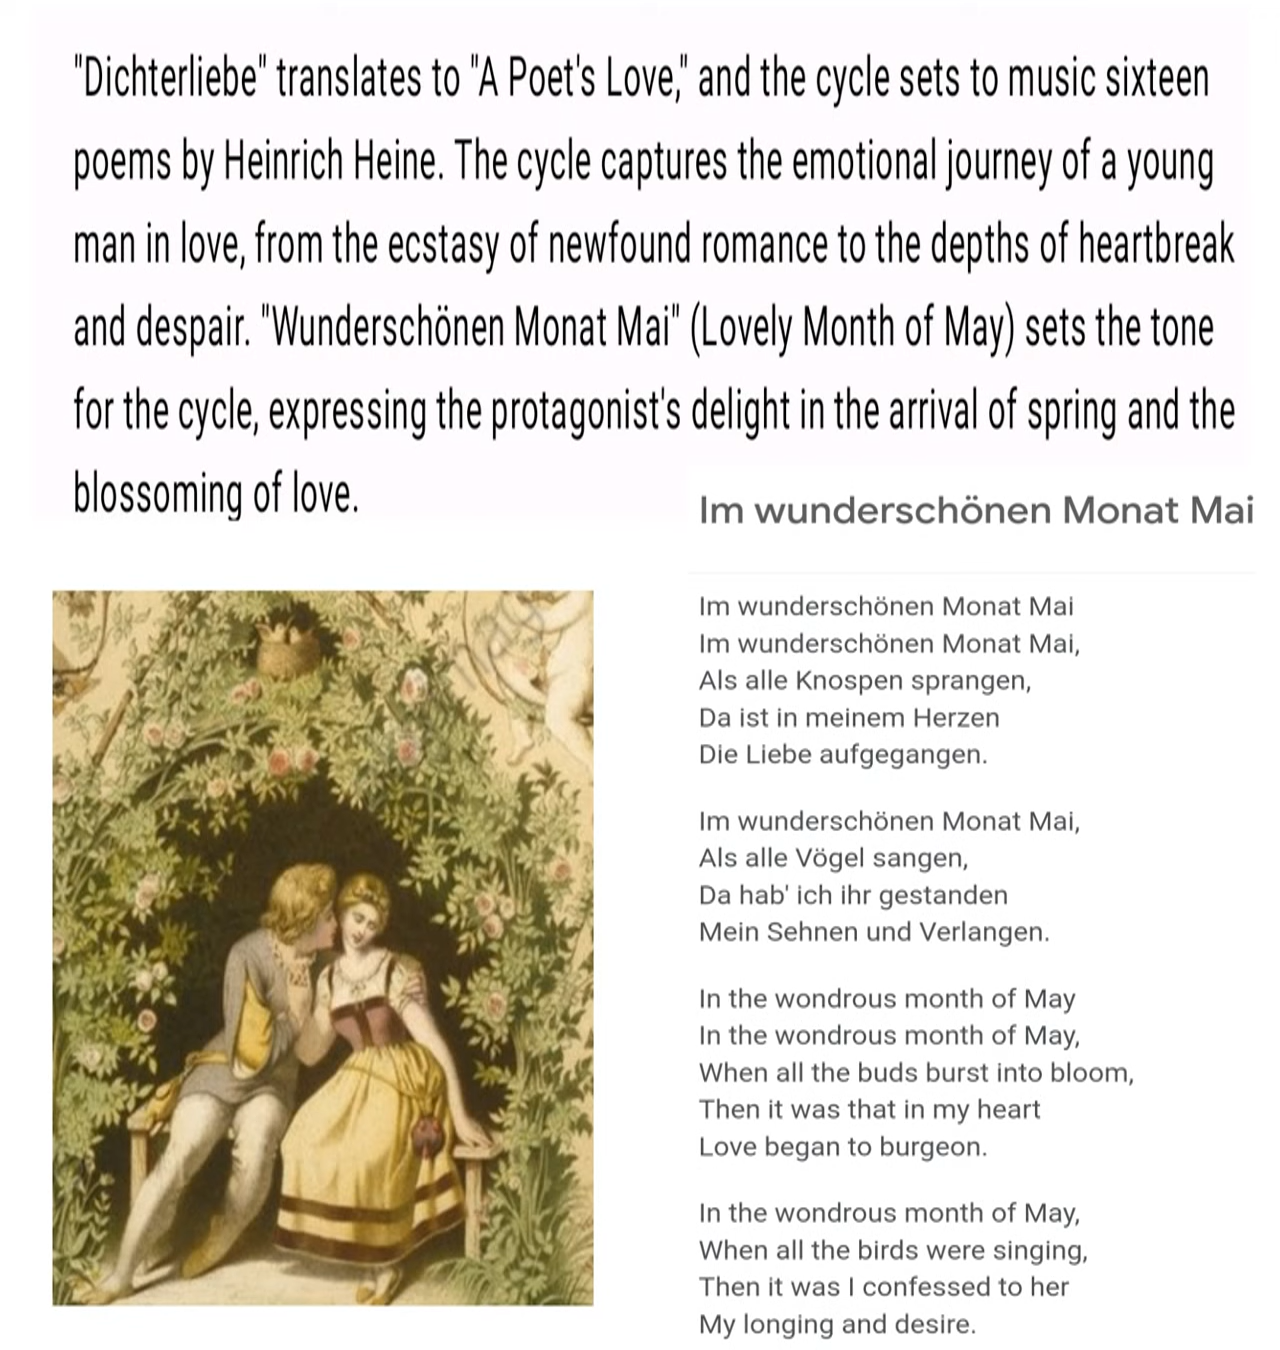 "Dichterliebe" translates to "A Poet's Love," and the cycle sets to music sixteen
poems by Heinrich Heine. The cycle captures the emotional journey of a young
man in love, from the ecstasy of newfound romance to the depths of heartbreak
and despair. "Wunderschönen Monat Mai" (Lovely Month of May) sets the tone
for the cycle, expressing the protagonist's delight in the arrival of spring and the
blossoming of love.
Im wunderschönen Monat Mai
Im wunderschönen Monat Mai
Im wunderschönen Monat Mai,
Als alle Knospen sprangen,
Da ist in meinem Herzen
Die Liebe aufgegangen.
Im wunderschönen Monat Mai,
Als alle Vögel sangen,
Da hab' ich ihr gestanden
Mein Sehnen und Verlangen.
In the wondrous month of May
In the wondrous month of May,
When all the buds burst into bloom,
Then it was that in my heart
Love began to burgeon.
In the wondrous month of May,
When all the birds were singing,
Then it was I confessed to her
My longing and desire.